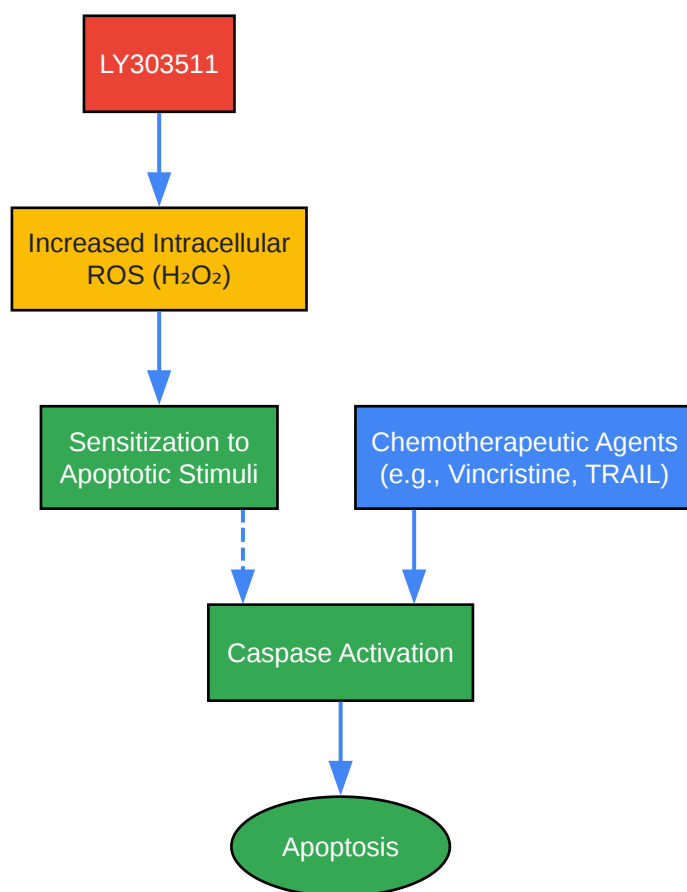 LY303511
Increased Intracellular
ROS (H₂O₂)
Sensitization to
Apoptotic Stimuli
Chemotherapeutic Agents
(e.g., Vincristine, TRAIL)
Caspase Activation
Apoptosis